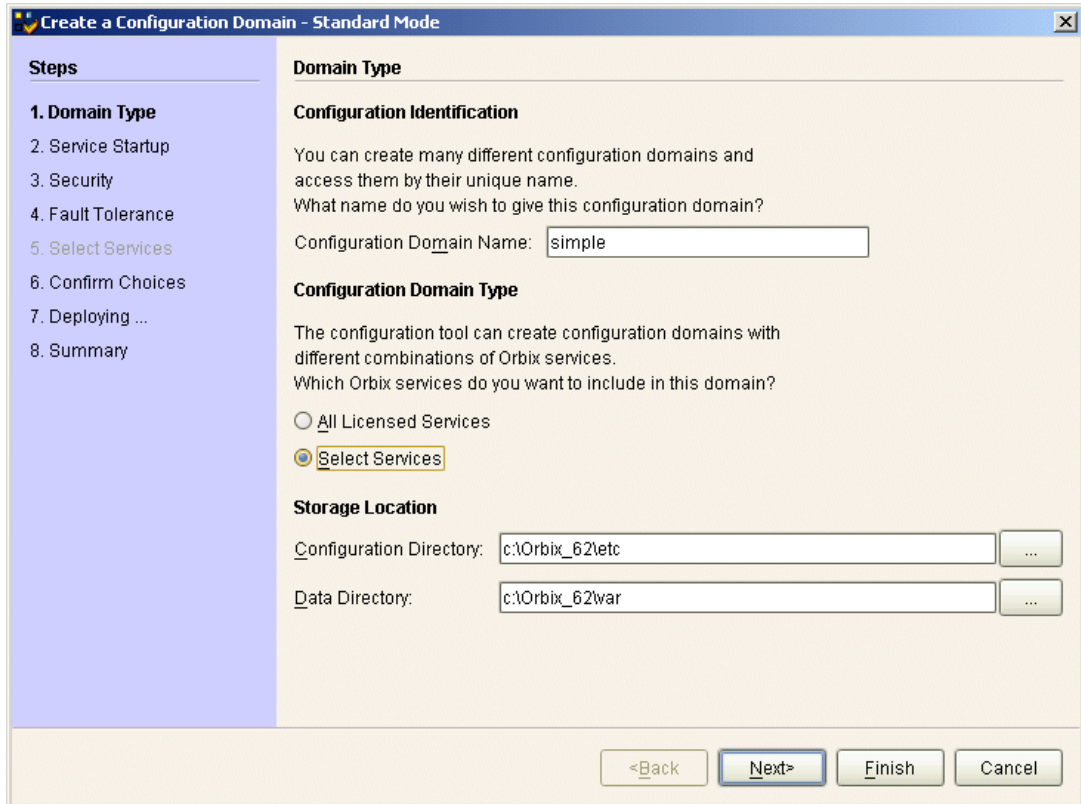 Create a Configuration Domain - Standard Mode
Steps
1. Domain Type
2. Service Startup
3. Security
4. Fault Tolerance
5. Select Services
6. Confirm Choices
7. Deploying ...
8. Summary
Domain Type
Configuration Identification
You can create many different configuration domains and
access them by their unique name.
What name do you wish to give this configuration domain?
Configuration Domain Name: simple
Configuration Domain Type
The configuration tool can create configuration domains with
different combinations of Orbix services.
Which Orbix services do you want to include in this domain?
All Licensed Services
Select Services
Storage Location
Configuration Directory: c:\Orbix_62\etc ...
Data Directory: c:\Orbix_62\var ...
<Back Next> Finish Cancel